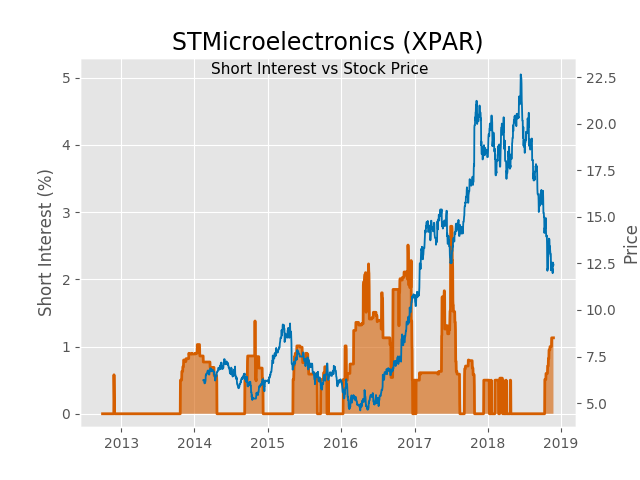 STMicroelectronics (XPAR)
Short Interest vs Stock Price
Short Interest (%)
5
4
3
2
1
0
22.5
20.0
17.5
15.0
12.5
10.0
7.5
5.0
Price
2013 2014 2015 2016 2017 2018 2019